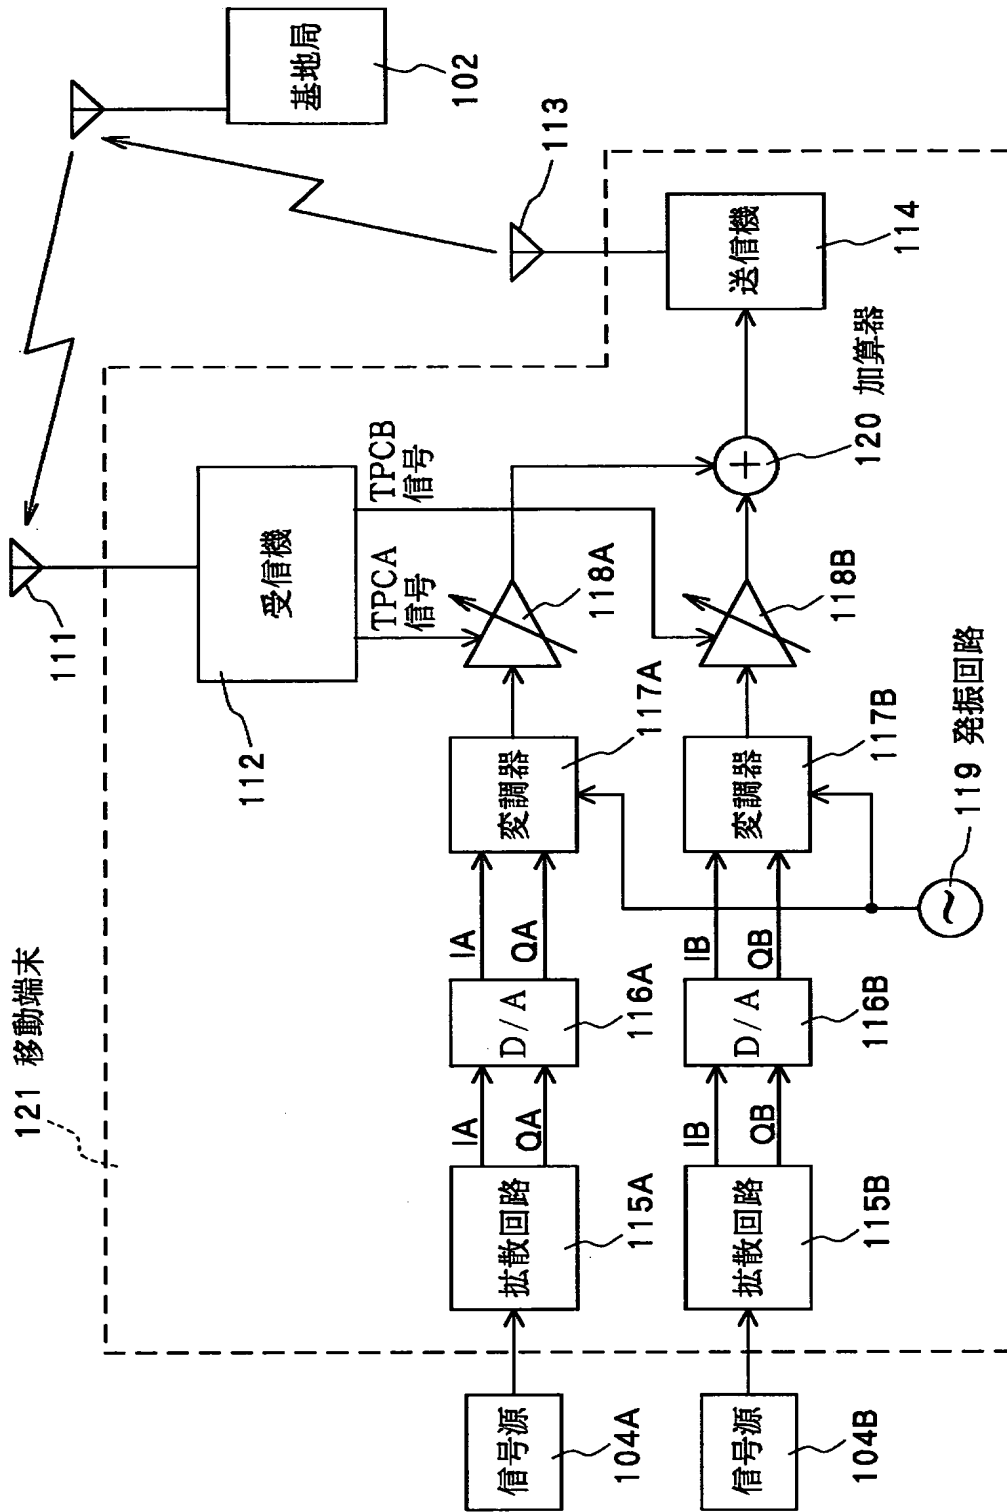 121 移動端末
111
受信機
112
TPCA
信号
TPCB
信号
基地局
102
113
送信機
114
信号源
104A
拡散回路
115A
IA
QA
D/A
116A
IA
QA
変調器
117A
118A
信号源
104B
拡散回路
115B
IB
QB
D/A
116B
IB
QB
変調器
117B
118B
120 加算器
119 発振回路